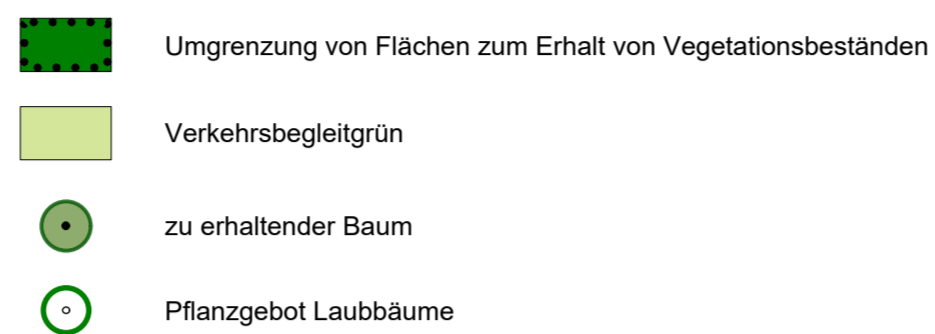 Umgrenzung von Flächen zum Erhalt von Vegetationsbeständen
Verkehrsbegleitgrün
zu erhaltender Baum
Pflanzgebot Laubbäume